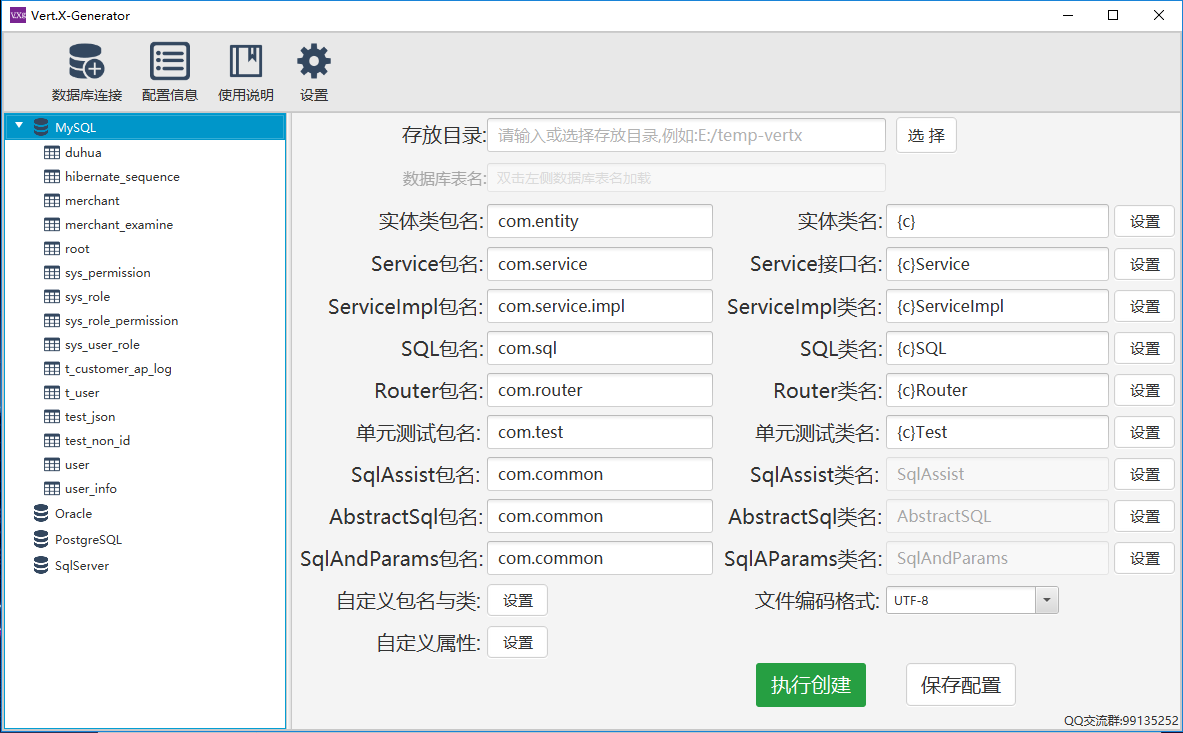 Vert.X-Generator
数据库连接 配置信息 使用说明 设置
MySQL
duhua
hibernate_sequence
merchant
merchant_examine
root
sys_permission
sys_role
sys_role_permission
sys_user_role
t_customer_ap_log
t_user
test_json
test_non_id
user
user_info
Oracle
PostgreSQL
SqlServer
存放目录: 请输入或选择存放目录,例如:E:/temp-vertx 选 择
数据库表名: 双击左侧数据库表名加载
实体类包名: com.entity 实体类名: {c} 设置
Service包名: com.service Service接口名: {c}Service 设置
ServiceImpl包名: com.service.impl ServiceImpl类名: {c}ServiceImpl 设置
SQL包名: com.sql SQL类名: {c}SQL 设置
Router包名: com.router Router类名: {c}Router 设置
单元测试包名: com.test 单元测试类名: {c}Test 设置
SqlAssist包名: com.common SqlAssist类名: SqlAssist 设置
AbstractSql包名: com.common AbstractSql类名: AbstractSQL 设置
SqlAndParams包名: com.common SqlAParams类名: SqlAndParams 设置
自定义包名与类: 设置 文件编码格式: UTF-8
自定义属性: 设置
执行创建 保存配置
QQ交流群:99135252